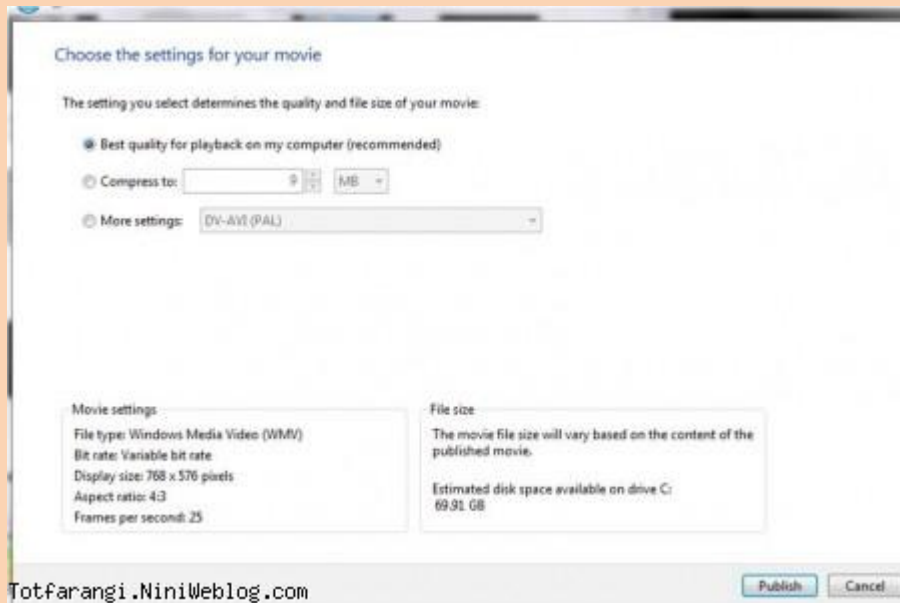 Choose the settings for your movie
The setting you select determines the quality and file size of your movie:
Best quality for playback on my computer (recommended)
Compress to: 9 MB
More settings: DV-AVI (PAL)
Movie settings
File type: Windows Media Video (WMV)
Bit rate: Variable bit rate
Display size: 768 x 576 pixels
Aspect ratio: 4:3
Frames per second: 25
File size
The movie file size will vary based on the content of the
published movie.
Estimated disk space available on drive C:
69.91 GB
Publish Cancel
Totfarangi.NiniWeblog.com